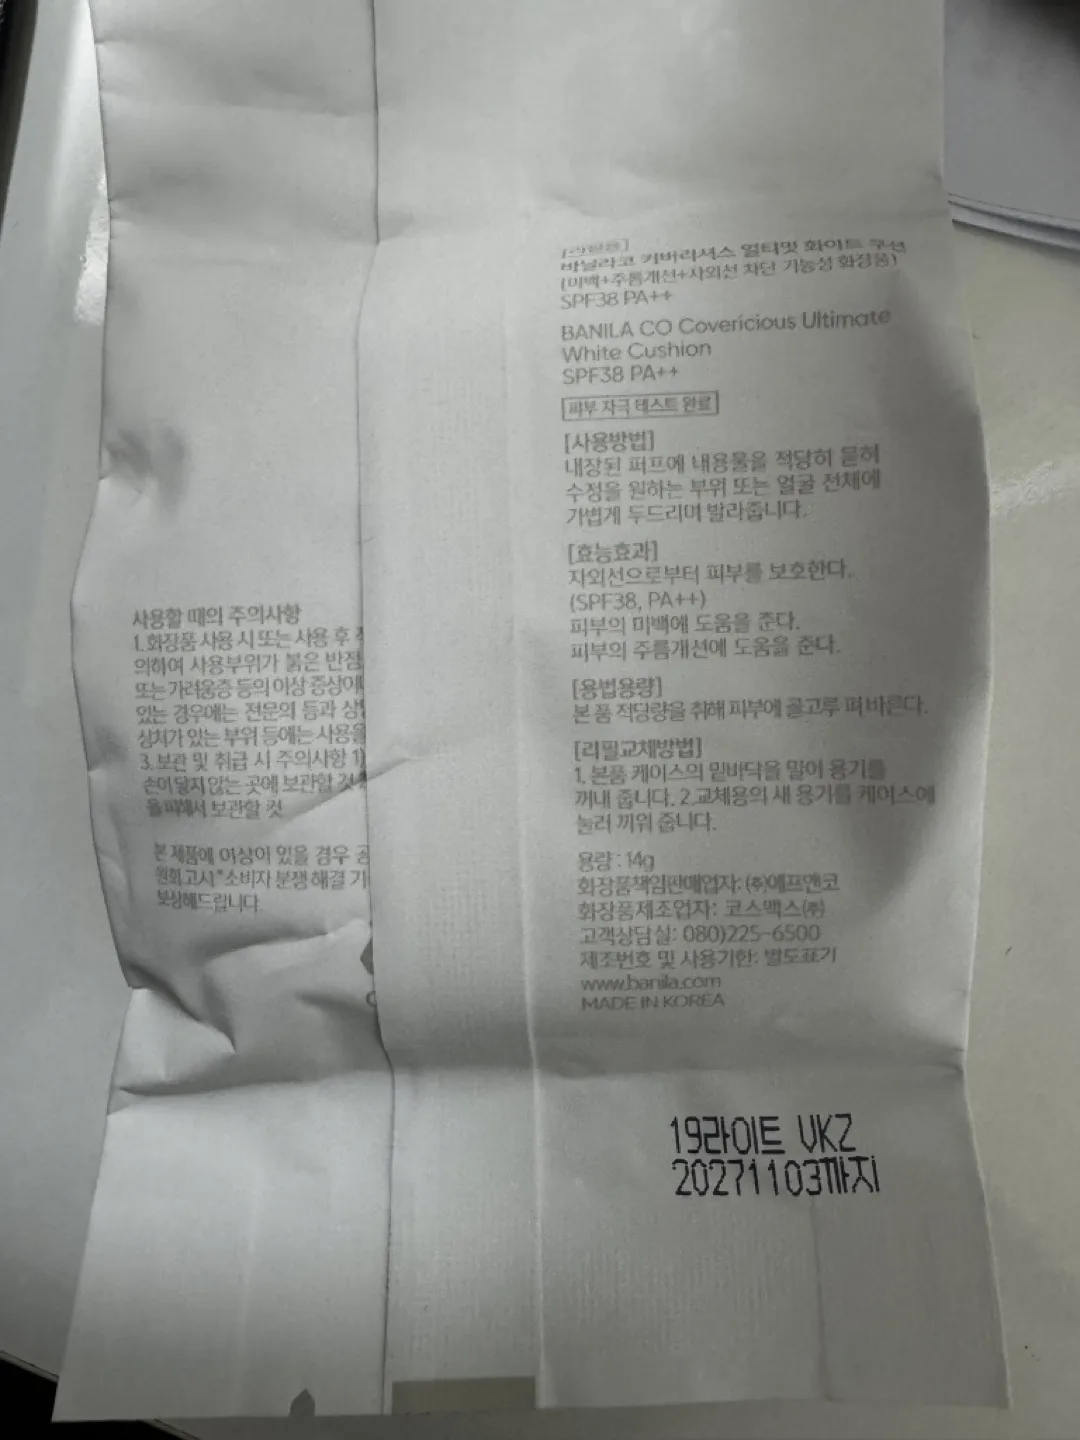 [리필용]
바닐라코 커버리셔스 얼티밋 화이트 쿠션
(미백+주름개선+자외선 차단 기능성 화장품)
SPF38 PA++
BANILA CO Covericious Ultimate
White Cushion
SPF38 PA++
피부 자극 테스트 완료
[사용방법]
내장된 퍼프에 내용물을 적당히 묻혀
수정을 원하는 부위 또는 얼굴 전체에
가볍게 두드리며 발라줍니다.
[효능효과]
자외선으로부터 피부를 보호한다.
(SPF38, PA++)
피부의 미백에 도움을 준다.
피부의 주름개선에 도움을 준다.
[용법용량]
본 품 적당량을 취해 피부에 골고루 펴 바른다.
[리필교체방법]
1. 본품 케이스의 밑바닥을 밀어 용기를
꺼내 줍니다. 2.교체용의 새 용기를 케이스에
눌러 끼워 줍니다.
용량 : 14g
화장품책임판매업자: (주)에프앤코
화장품제조업자: 코스맥스(주)
고객상담실: 080)225-6500
제조번호 및 사용기한: 별도표기
www.banila.com
MADE IN KOREA
19라이트 VK2
20271103까지
사용할 때의 주의사항
1. 화장품 사용 시 또는 사용 후
의하여 사용부위가 붉은 반점
또는 가려움증 등의 이상 증상이
있는 경우에는 전문의 등과
상처가 있는 부위 등에는 사용을
3. 보관 및 취급 시 주의사항 1)
손이 닿지 않는 곳에 보관할 것
을 피해서 보관할 것
본 제품에 이상이 있을 경우 공
원회 고시 "소비자 분쟁 해결 기
보상해드립니다.